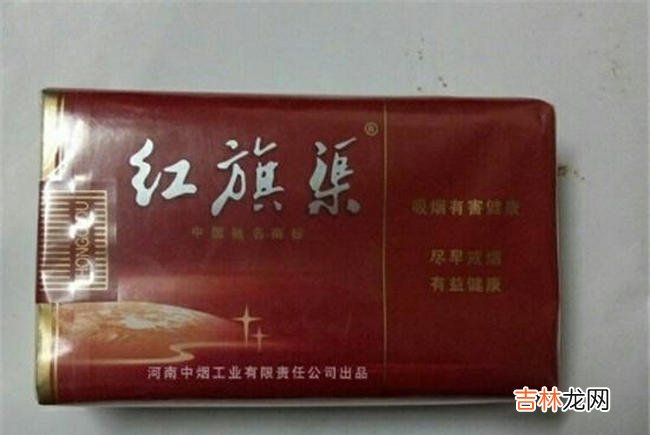 红旗渠®
中国驰名商标
HONGQIQU
吸烟有害健康
尽早戒烟
有益健康
河南中烟工业有限责任公司出品
吉林龙网